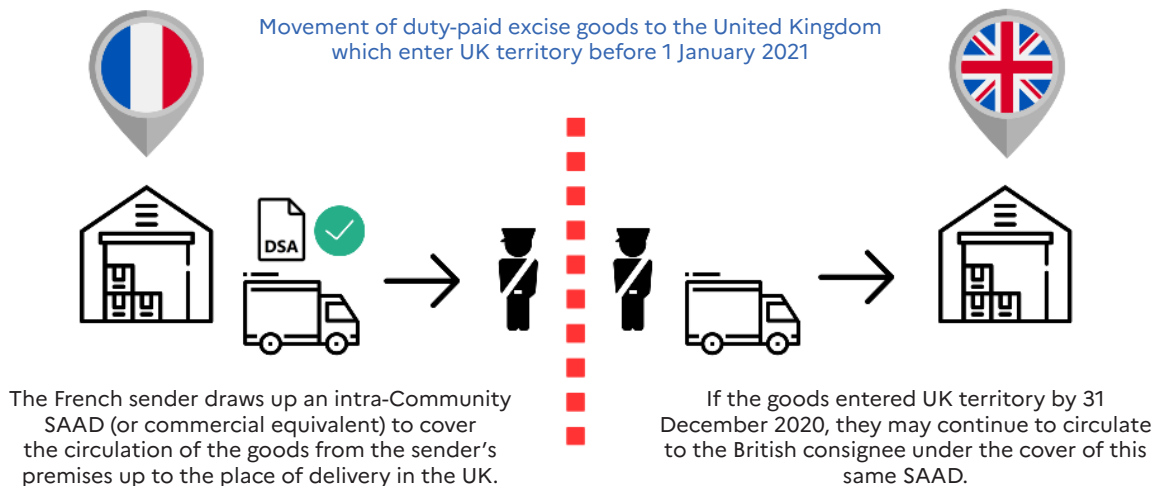 Movement of duty-paid excise goods to the United Kingdom
which enter UK territory before 1 January 2021
DSA
The French sender draws up an intra-Community
SAAD (or commercial equivalent) to cover
the circulation of the goods from the sender’s
premises up to the place of delivery in the UK.
If the goods entered UK territory by 31
December 2020, they may continue to circulate
to the British consignee under the cover of this
same SAAD.